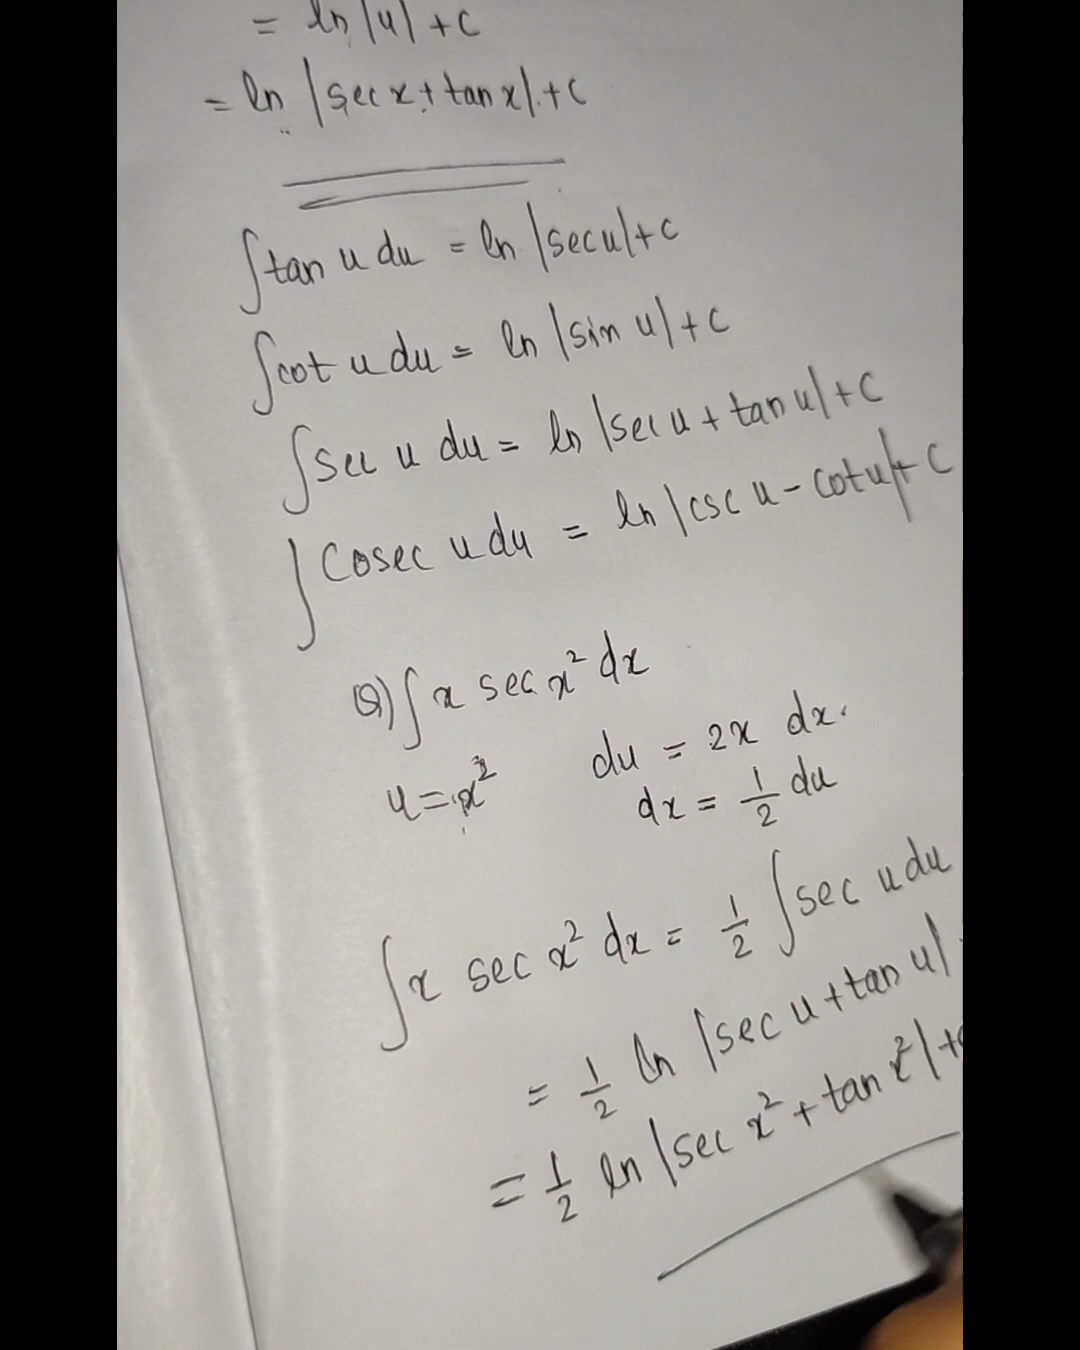 = ln |u| + c
= ln |sec x + tan x| + c
∫tan u du = ln |sec u| + c
∫cot u du = ln |sin u| + c
∫sec u du = ln |sec u + tan u| + c
∫cosec u du = ln |csc u - cot u| + c
Q) ∫x sec x² dx
u = x² du = 2x dx.
dx = 1/2 du
∫x sec x² dx = 1/2 ∫sec u du
= 1/2 ln |sec u + tan u|
= 1/2 ln |sec x² + tan x²| +